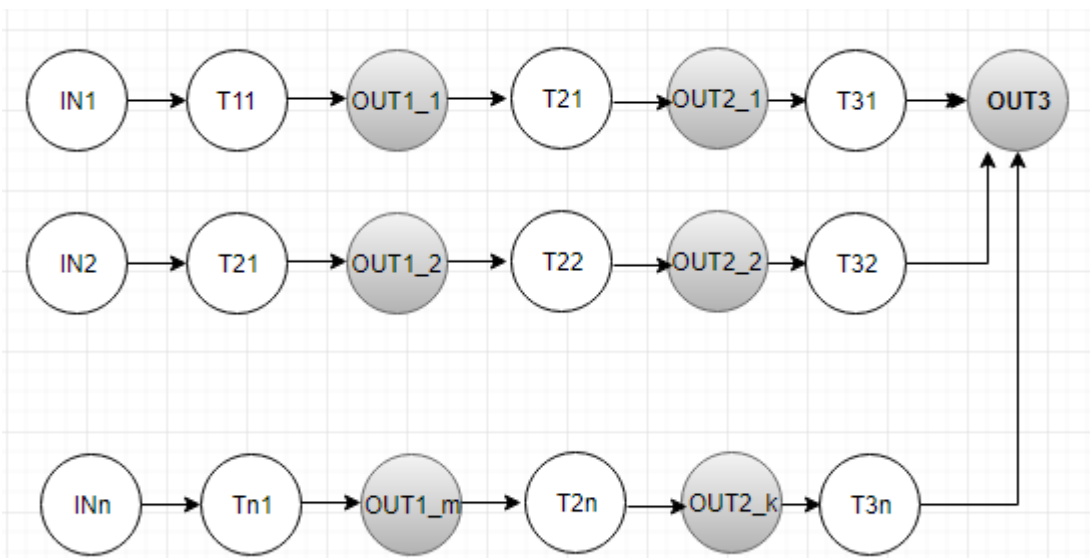 IN1 T11 OUT1_1 T21 OUT2_1 T31 OUT3
IN2 T21 OUT1_2 T22 OUT2_2 T32
INn Tn1 OUT1_m T2n OUT2_k T3n